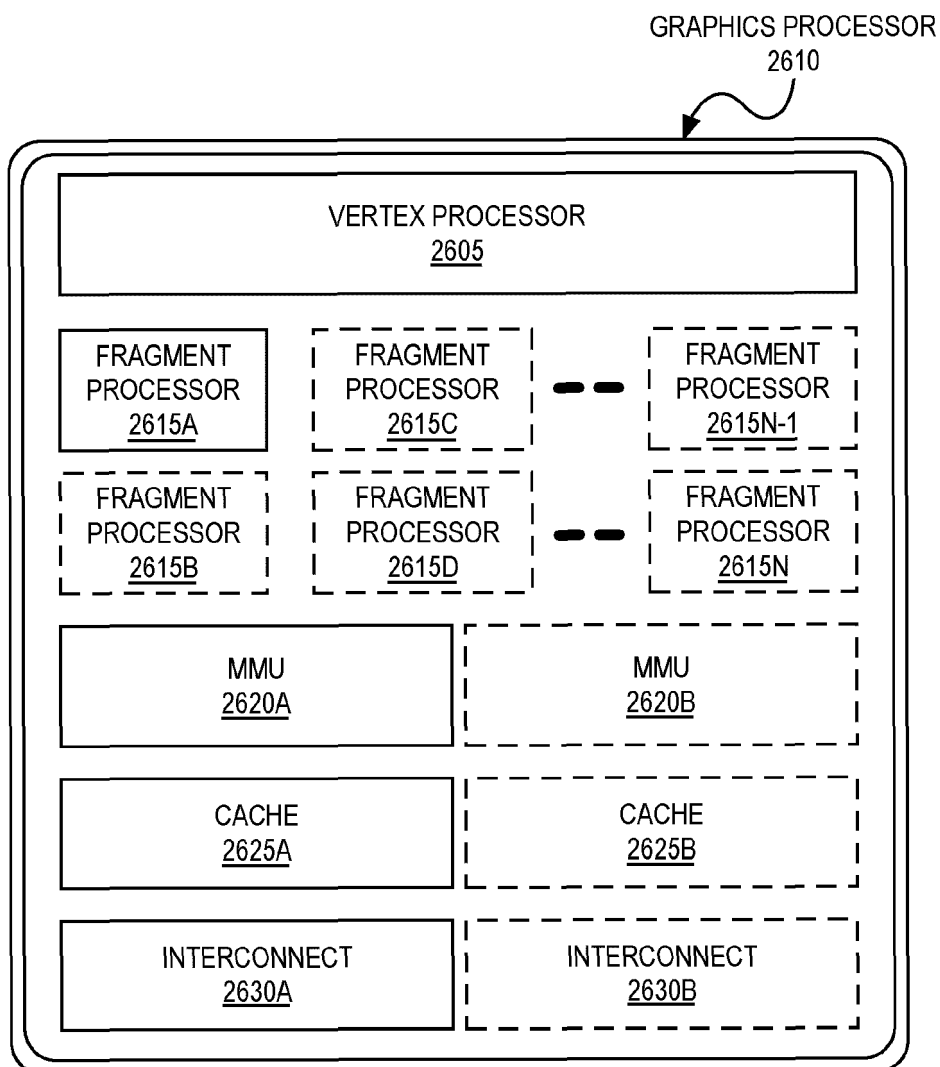 GRAPHICS PROCESSOR
2610
VERTEX PROCESSOR
2605
FRAGMENT
PROCESSOR
2615A
FRAGMENT
PROCESSOR
2615C
FRAGMENT
PROCESSOR
2615N-1
FRAGMENT
PROCESSOR
2615B
FRAGMENT
PROCESSOR
2615D
FRAGMENT
PROCESSOR
2615N
MMU
2620A
MMU
2620B
CACHE
2625A
CACHE
2625B
INTERCONNECT
2630A
INTERCONNECT
2630B